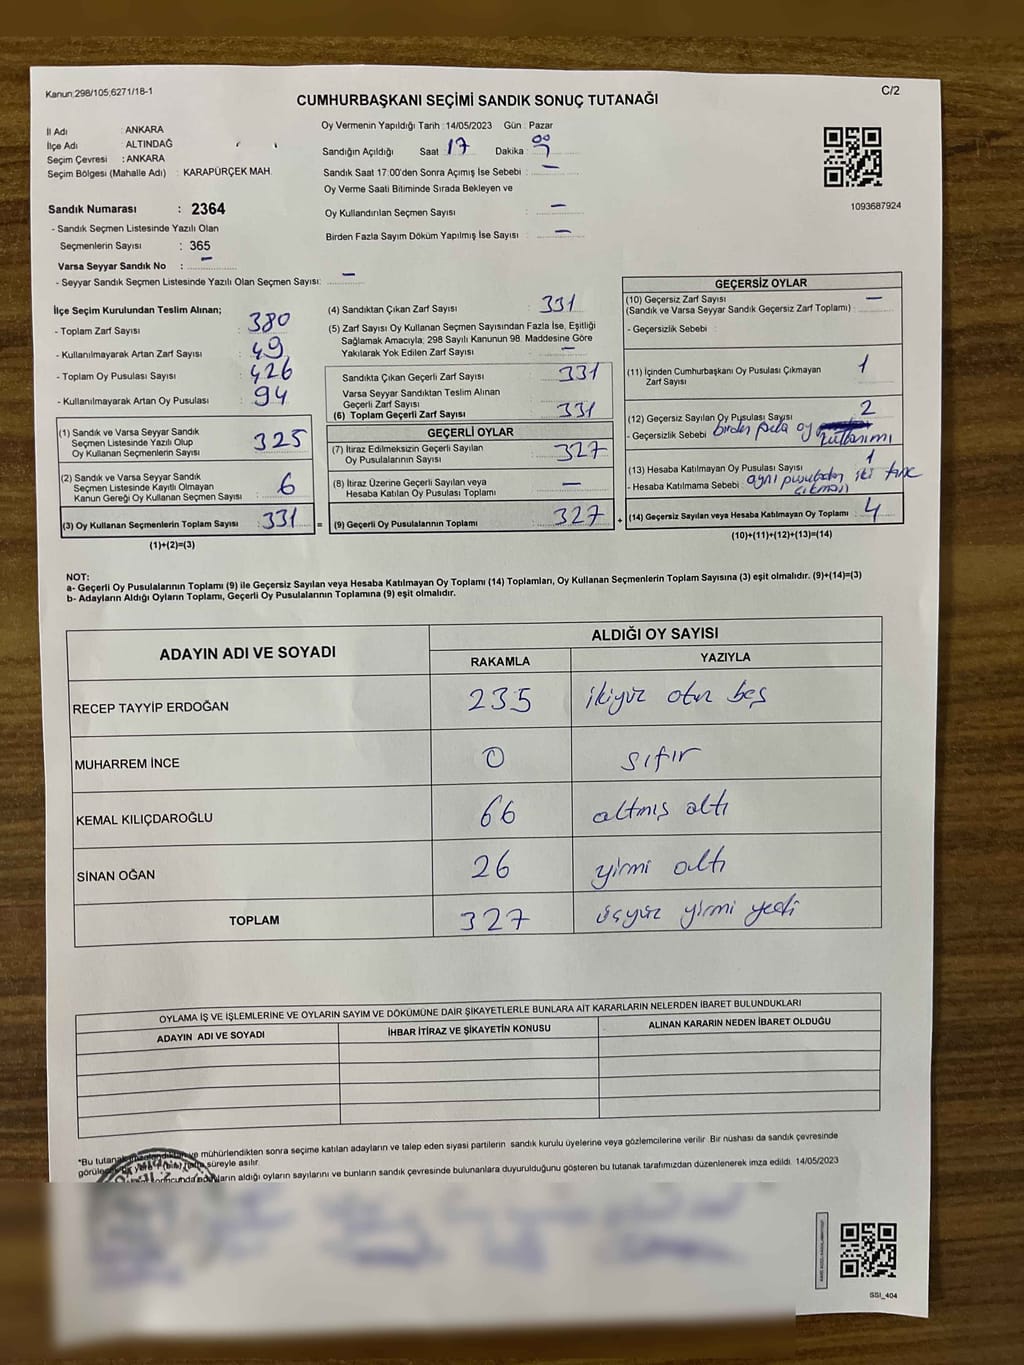 Kanun:298/105;6271/18-1
C/2
CUMHURBAŞKANI SEÇİMİ SANDIK SONUÇ TUTANAĞI
İl Adı : ANKARA
İlçe Adı : ALTINDAĞ
Seçim Çevresi : ANKARA
Seçim Bölgesi (Mahalle Adı) : KARAPÜRÇEK MAH.
Oy Vermenin Yapıldığı Tarih :14/05/2023 Gün : Pazar
Sandığın Açıldığı Saat 17 Dakika
Sandık Saat 17:00'den Sonra Açımış İse Sebebi : —
Oy Verme Saati Bitiminde Sırada Bekleyen ve
Oy Kullandırılan Seçmen Sayısı : —
Birden Fazla Sayım Döküm Yapılmış İse Sayısı : —
1093687924
Sandık Numarası : 2364
- Sandık Seçmen Listesinde Yazılı Olan
Seçmenlerin Sayısı : 365
Varsa Seyyar Sandık No : —
- Seyyar Sandık Seçmen Listesinde Yazılı Olan Seçmen Sayısı: —
İlçe Seçim Kurulundan Teslim Alınan;
- Toplam Zarf Sayısı : 380
- Kullanılmayarak Artan Zarf Sayısı : 49
- Toplam Oy Pusulası Sayısı : 426
- Kullanılmayarak Artan Oy Pusulası : 94
(1) Sandık ve Varsa Seyyar Sandık
Seçmen Listesinde Yazılı Olup
Oy Kullanan Seçmenlerin Sayısı : 325
(2) Sandık ve Varsa Seyyar Sandık
Seçmen Listesinde Kayıtlı Olmayan
Kanun Gereği Oy Kullanan Seçmen Sayısı : 6
(3) Oy Kullanan Seçmenlerin Toplam Sayısı : 331 =
(1)+(2)=(3)
(4) Sandıktan Çıkan Zarf Sayısı : 331
(5) Zarf Sayısı Oy Kullanan Seçmen Sayısından Fazla İse, Eşitliği
Sağlamak Amacıyla, 298 Sayılı Kanunun 98. Maddesine Göre
Yakılarak Yok Edilen Zarf Sayısı : —
Sandıkta Çıkan Geçerli Zarf Sayısı : 331
Varsa Seyyar Sandıktan Teslim Alınan
Geçerli Zarf Sayısı :
(6) Toplam Geçerli Zarf Sayısı : 331
GEÇERLİ OYLAR
(7) İtiraz Edilmeksizin Geçerli Sayılan
Oy Pusulalarının Sayısı : 327
(8) İtiraz Üzerine Geçerli Sayılan veya
Hesaba Katılan Oy Pusulası Toplamı : —
(9) Geçerli Oy Pusulalarının Toplamı : 327 +
GEÇERSİZ OYLAR
(10) Geçersiz Zarf Sayısı
(Sandık ve Varsa Seyyar Sandık Geçersiz Zarf Toplamı) : —
- Geçersizlik Sebebi :
(11) İçinden Cumhurbaşkanı Oy Pusulası Çıkmayan
Zarf Sayısı : 1
(12) Geçersiz Sayılan Oy Pusulası Sayısı : 2
- Geçersizlik Sebebi birden fazla oy kullanımı
(13) Hesaba Katılmayan Oy Pusulası Sayısı : 1
- Hesaba Katılmama Sebebi : aynı pusuladan iki tane
çıkması
(14) Geçersiz Sayılan veya Hesaba Katılmayan Oy Toplamı : 4
(10)+(11)+(12)+(13)=(14)
NOT:
a- Geçerli Oy Pusulalarının Toplamı (9) ile Geçersiz Sayılan veya Hesaba Katılmayan Oy Toplamı (14) Toplamları, Oy Kullanan Seçmenlerin Toplam Sayısına (3) eşit olmalıdır. (9)+(14)=(3)
b- Adayların Aldığı Oyların Toplamı, Geçerli Oy Pusulalarının Toplamına (9) eşit olmalıdır.
ADAYIN ADI VE SOYADI
ALDIĞI OY SAYISI
RAKAMLA YAZIYLA
RECEP TAYYİP ERDOĞAN 235 ikiyüz otuz beş
MUHARREM İNCE 0 sıfır
KEMAL KILIÇDAROĞLU 66 altmış altı
SİNAN OĞAN 26 yirmi altı
TOPLAM 327 üçyüz yirmi yedi
OYLAMA İŞ VE İŞLEMLERİNE VE OYLARIN SAYIM VE DÖKÜMÜNE DAİR ŞİKAYETLERLE BUNLARA AİT KARARLARIN NELERDEN İBARET BULUNDUKLARI
ADAYIN ADI VE SOYADI İHBAR İTİRAZ VE ŞİKAYETİN KONUSU ALINAN KARARIN NEDEN İBARET OLDUĞU
*Bu tutanak ve mühürlendikten sonra seçime katılan adayların ve talep eden siyasi partilerin sandık kurulu üyelerine veya gözlemcilerine verilir. Bir nüshası da sandık çevresinde
süreyle asılır.
aldığı oyların sayılarını ve bunların sandık çevresinde bulunanlara duyurulduğunu gösteren bu tutanak tarafımızdan düzenlenerek imza edildi. 14/05/2023
SSI_404